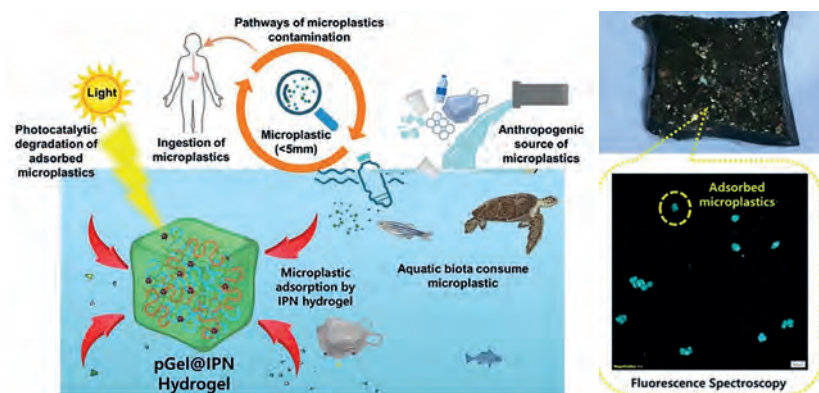 Pathways of microplastics
contamination
Light
Photocatalytic
degradation of
adsorbed
microplastics
Ingestion of
microplastics
Microplastic
(<5mm)
Anthropogenic
source of
microplastics
Microplastic
adsorption by
IPN hydrogel
Aquatic biota consume
microplastic
pGel@IPN
Hydrogel
Adsorbed
microplastics
Fluorescence Spectroscopy